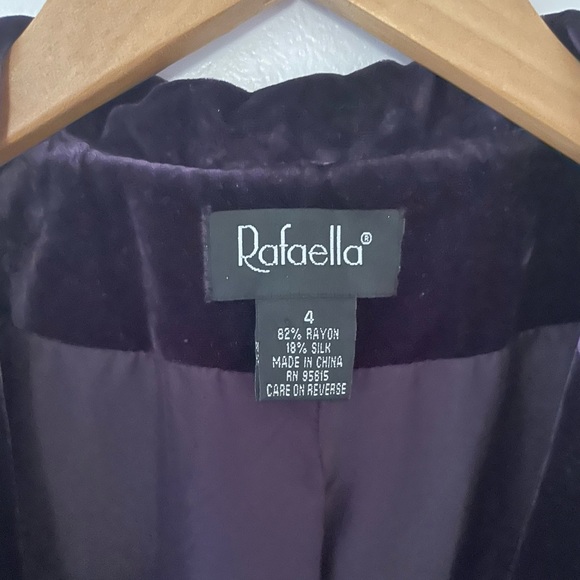 Rafaella®
4
82% RAYON
18% SILK
MADE IN CHINA
RN 95615
CARE ON REVERSE